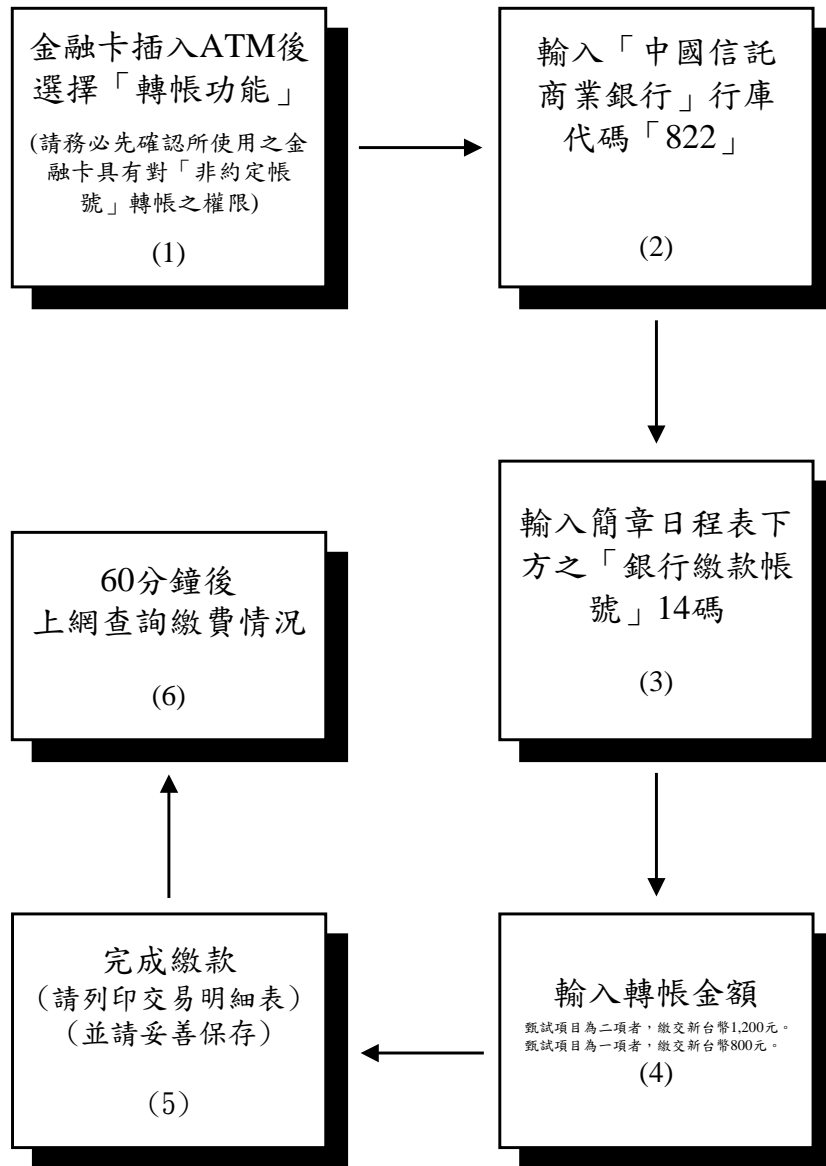 金融卡插入ATM後
選擇「轉帳功能」
(請務必先確認所使用之金
融卡具有對「非約定帳
號」轉帳之權限)
(1)
輸入「中國信託
商業銀行」行庫
代碼「822」
(2)
輸入簡章日程表下
方之「銀行繳款帳
號」14碼
(3)
輸入轉帳金額
甄試項目為二項者，繳交新台幣1,200元。
甄試項目為一項者，繳交新台幣800元。
(4)
完成繳款
(請列印交易明細表)
(並請妥善保存)
(5)
60分鐘後
上網查詢繳費情況
(6)